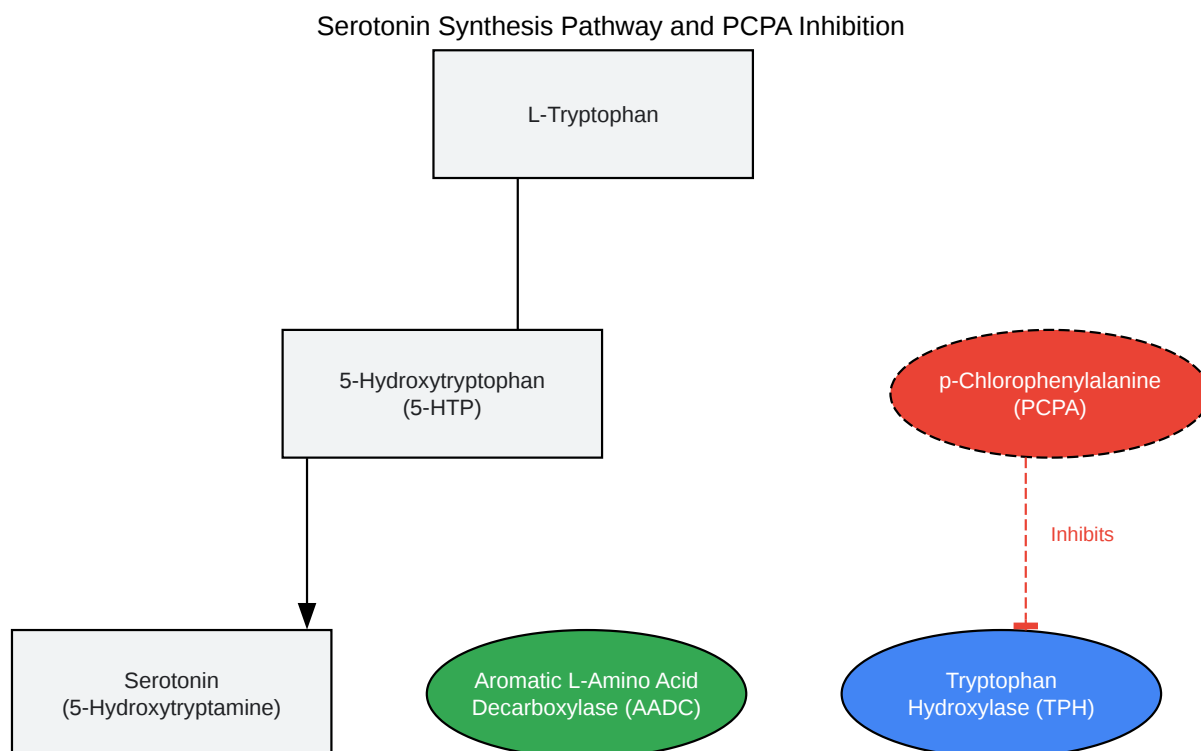 Serotonin Synthesis Pathway and PCPA Inhibition
L-Tryptophan
5-Hydroxytryptophan
(5-HTP)
p-Chlorophenylalanine
(PCPA)
Inhibits
Serotonin
(5-Hydroxytryptamine)
Aromatic L-Amino Acid
Decarboxylase (AADC)
Tryptophan
Hydroxylase (TPH)